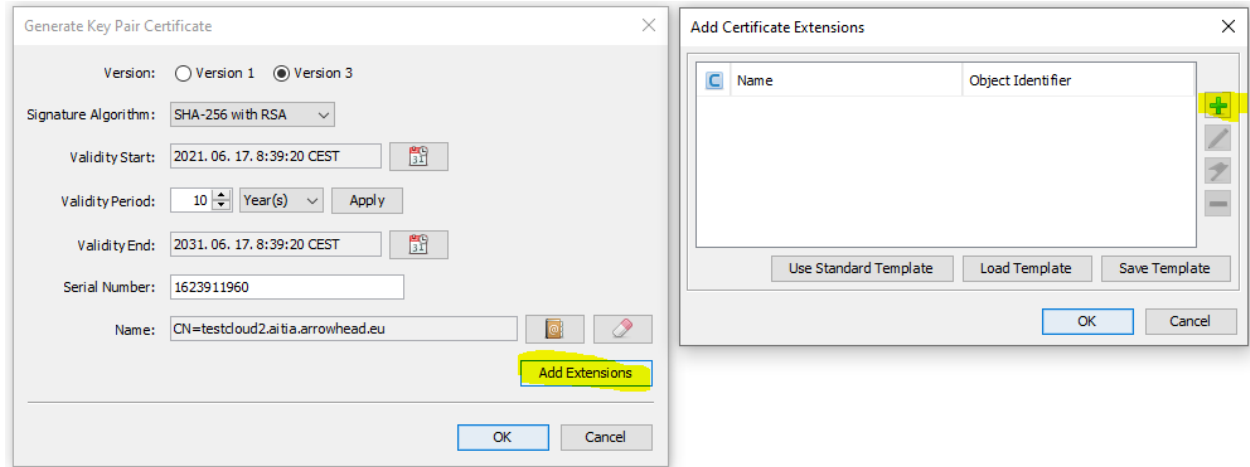 Generate Key Pair Certificate
Version: Version 1 Version 3
Signature Algorithm: SHA-256 with RSA
Validity Start: 2021. 06. 17. 8:39:20 CEST
31
Validity Period: 10 Year(s) Apply
Validity End: 2031. 06. 17. 8:39:20 CEST
31
Serial Number: 1623911960
Name: CN=testcloud2.aitia.arrowhead.eu
Add Extensions
OK Cancel
Add Certificate Extensions
C Name Object Identifier
Use Standard Template Load Template Save Template
OK Cancel